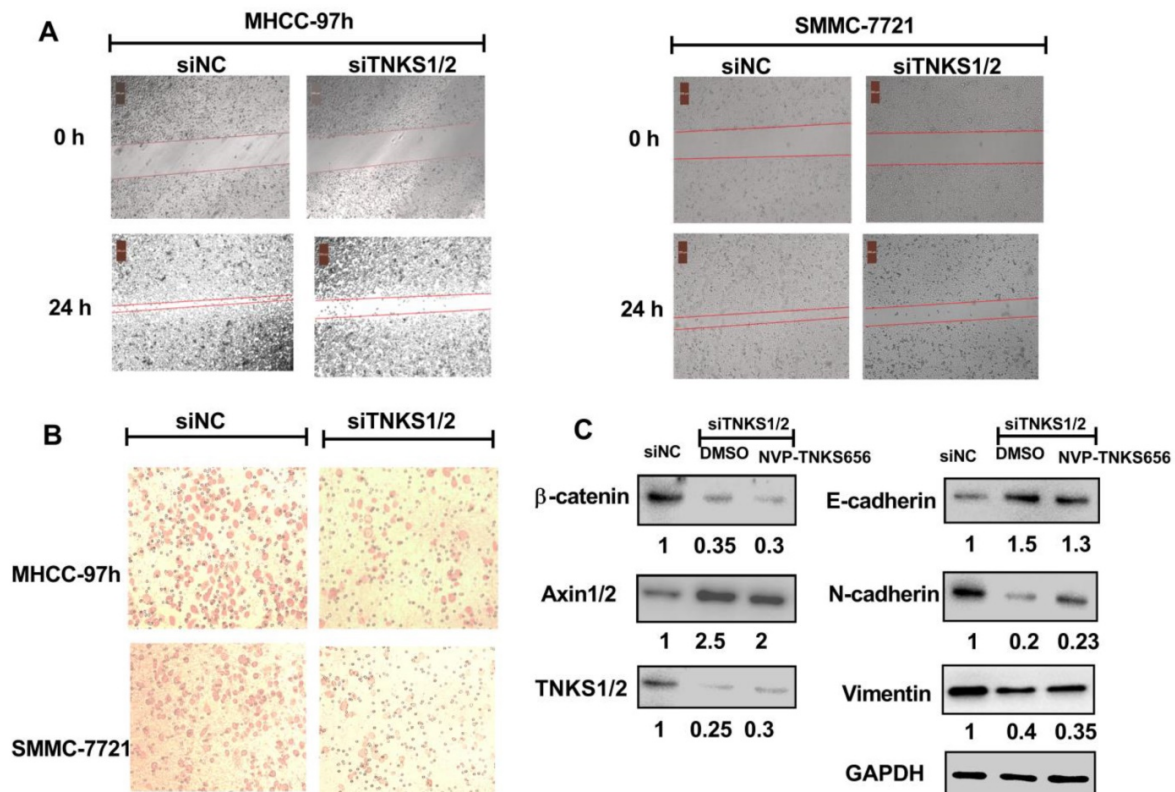 A
MHCC-97h
siNC siTNKS1/2
0 h
24 h
SMMC-7721
siNC siTNKS1/2
0 h
24 h
B
siNC siTNKS1/2
MHCC-97h
SMMC-7721
C
siTNKS1/2
siNC DMSO NVP-TNKS656
β-catenin
1 0.35 0.3
Axin1/2
1 2.5 2
TNKS1/2
1 0.25 0.3
siTNKS1/2
siNC DMSO NVP-TNKS656
E-cadherin
1 1.5 1.3
N-cadherin
1 0.2 0.23
Vimentin
1 0.4 0.35
GAPDH